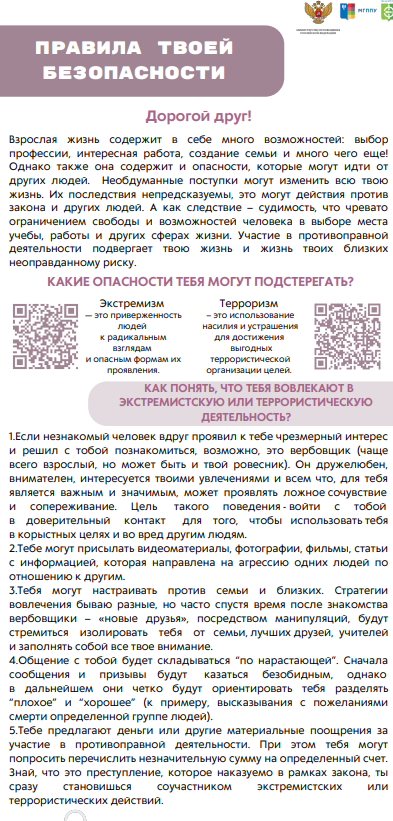 МИНИСТЕРСТВО ПРОСВЕЩЕНИЯ
РОССИЙСКОЙ ФЕДЕРАЦИИ
МГППУ
ПРАВИЛА ТВОЕЙ
БЕЗОПАСНОСТИ
Дорогой друг!
Взрослая жизнь содержит в себе много возможностей: выбор
профессии, интересная работа, создание семьи и много чего еще!
Однако также она содержит и опасности, которые могут идти от
других людей. Необдуманные поступки могут изменить всю твою
жизнь. Их последствия непредсказуемы, это могут действия против
закона и других людей. А как следствие – судимость, что чревато
ограничением свободы и возможностей человека в выборе места
учебы, работы и других сферах жизни. Участие в противоправной
деятельности подвергает твою жизнь и жизнь твоих близких
неоправданному риску.
КАКИЕ ОПАСНОСТИ ТЕБЯ МОГУТ ПОДСТЕРЕГАТЬ?
Экстремизм
— это приверженность
людей
к радикальным
взглядам
и опасным формам их
проявления.
Терроризм
– это использование
насилия и устрашения
для достижения
выгодных
террористической
организации целей.
КАК ПОНЯТЬ, ЧТО ТЕБЯ ВОВЛЕКАЮТ В
ЭКСТРЕМИСТСКУЮ ИЛИ ТЕРРОРИСТИЧЕСКУЮ
ДЕЯТЕЛЬНОСТЬ?
1.Если незнакомый человек вдруг проявил к тебе чрезмерный интерес
и решил с тобой познакомиться, возможно, это вербовщик (чаще
всего взрослый, но может быть и твой ровесник). Он дружелюбен,
внимателен, интересуется твоими увлечениями и всем что, для тебя
является важным и значимым, может проявлять ложное сочувствие
и сопереживание. Цель такого поведения - войти с тобой
в доверительный контакт для того, чтобы использовать тебя
в корыстных целях и во вред другим людям.
2.Тебе могут присылать видеоматериалы, фотографии, фильмы, статьи
с информацией, которая направлена на агрессию одних людей по
отношению к другим.
3.Тебя могут настраивать против семьи и близких. Стратегии
вовлечения бываю разные, но часто спустя время после знакомства
вербовщики – «новые друзья», посредством манипуляций, будут
стремиться изолировать тебя от семьи, лучших друзей, учителей
и заполнять собой все твое внимание.
4.Общение с тобой будет складываться “по нарастающей”. Сначала
сообщения и призывы будут казаться безобидным, однако
в дальнейшем они четко будут ориентировать тебя разделять
“плохое” и “хорошее” (к примеру, высказывания с пожеланиями
смерти определенной группе людей).
5.Тебе предлагают деньги или другие материальные поощрения за
участие в противоправной деятельности. При этом тебя могут
попросить перечислить незначительную сумму на определенный счет.
Знай, что это преступление, которое наказуемо в рамках закона, ты
сразу становишься соучастником экстремистских или
террористических действий.